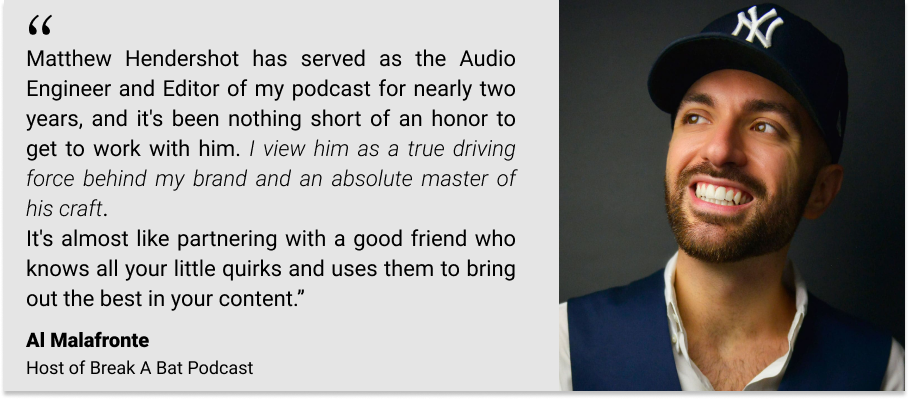 “
Matthew Hendershot has served as the Audio
Engineer and Editor of my podcast for nearly two
years, and it's been nothing short of an honor to
get to work with him. I view him as a true driving
force behind my brand and an absolute master of
his craft.
It's almost like partnering with a good friend who
knows all your little quirks and uses them to bring
out the best in your content.”
Al Malafronte
Host of Break A Bat Podcast
NY